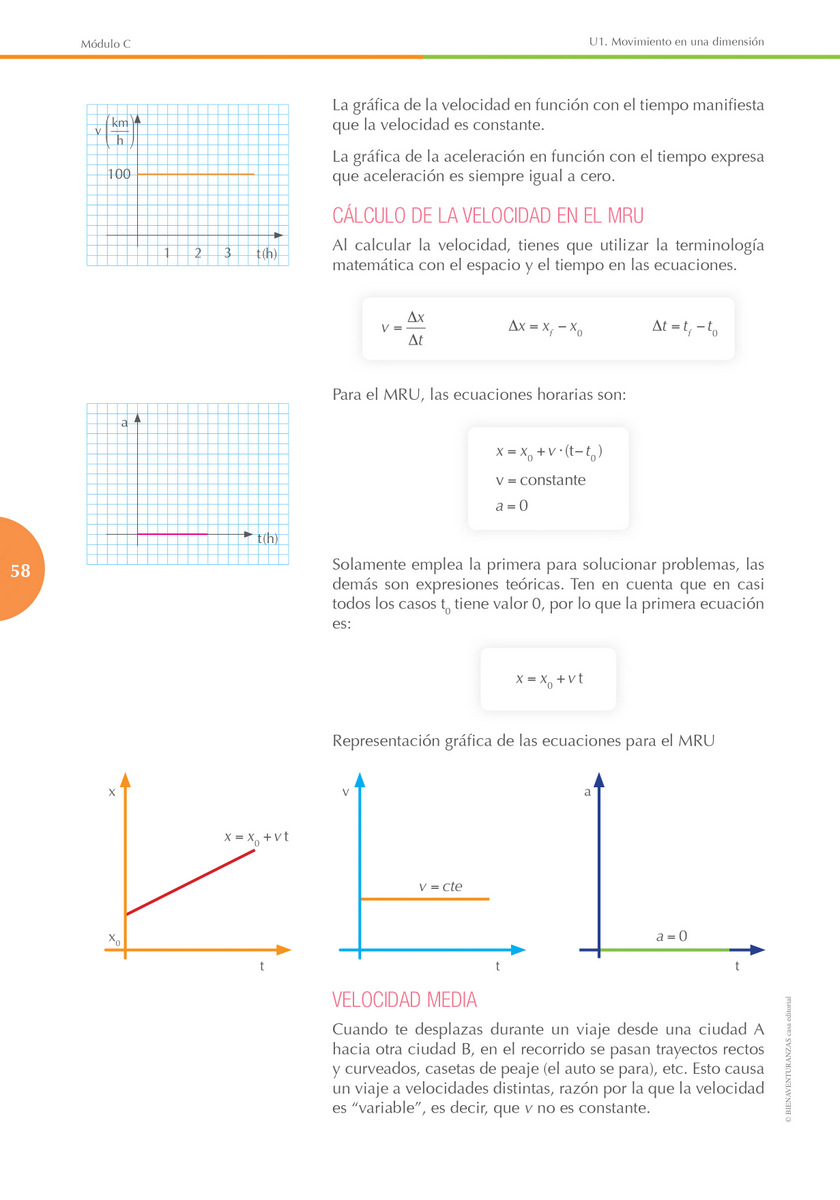 Módulo C
U1. Movimiento en una dimensión
v (km/h)
100
1 2 3 t(h)
La gráfica de la velocidad en función con el tiempo manifiesta
que la velocidad es constante.
La gráfica de la aceleración en función con el tiempo expresa
que aceleración es siempre igual a cero.
CÁLCULO DE LA VELOCIDAD EN EL MRU
Al calcular la velocidad, tienes que utilizar la terminología
matemática con el espacio y el tiempo en las ecuaciones.
v = Δx/Δt Δx = x_f − x_0 Δt = t_f − t_0
Para el MRU, las ecuaciones horarias son:
a
t(h)
x = x_0 + v · (t− t_0 )
v = constante
a = 0
58
Solamente emplea la primera para solucionar problemas, las
demás son expresiones teóricas. Ten en cuenta que en casi
todos los casos t_0 tiene valor 0, por lo que la primera ecuación
es:
x = x_0 + v t
Representación gráfica de las ecuaciones para el MRU
x
x = x_0 + v t
x_0
t
v
v = cte
t
a
a = 0
t
VELOCIDAD MEDIA
Cuando te desplazas durante un viaje desde una ciudad A
hacia otra ciudad B, en el recorrido se pasan trayectos rectos
y curveados, casetas de peaje (el auto se para), etc. Esto causa
un viaje a velocidades distintas, razón por la que la velocidad
es “variable”, es decir, que v no es constante.
© BIENAVENTURANZAS casa editorial